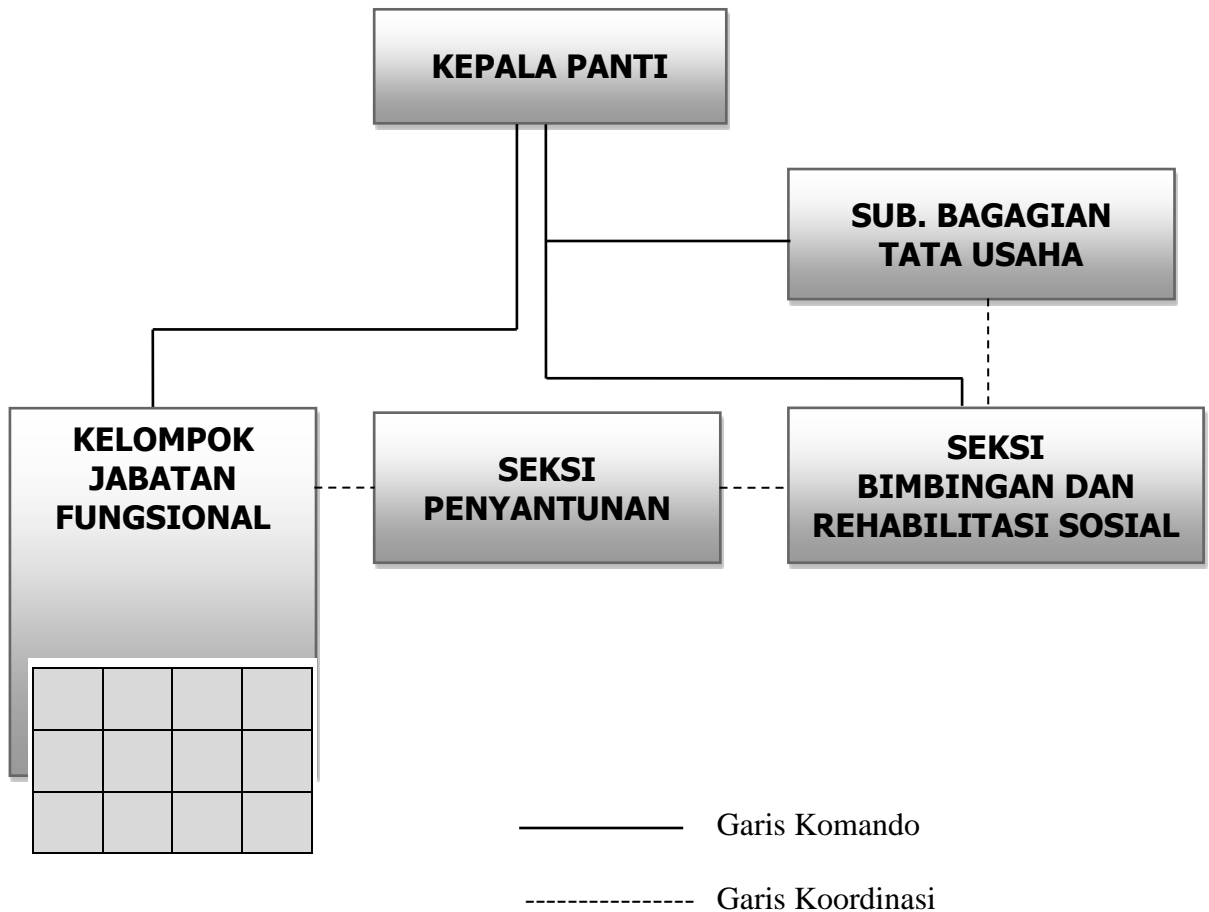 KEPALA PANTI
SUB. BAGAGIAN
TATA USAHA
KELOMPOK
JABATAN
FUNGSIONAL
SEKSI
PENYANTUNAN
SEKSI
BIMBINGAN DAN
REHABILITASI SOSIAL
Garis Komando
Garis Koordinasi